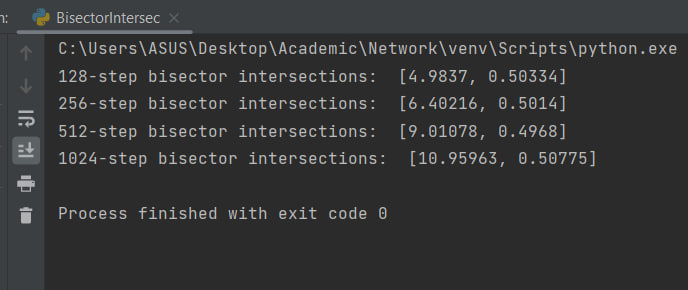 n:
BisectorIntersec
C:\Users\ASUS\Desktop\Academic\Network\venv\Scripts\python.exe
128-step bisector intersections:  [4.9837, 0.50334]
256-step bisector intersections:  [6.40216, 0.5014]
512-step bisector intersections:  [9.01078, 0.4968]
1024-step bisector intersections:  [10.95963, 0.50775]
Process finished with exit code 0